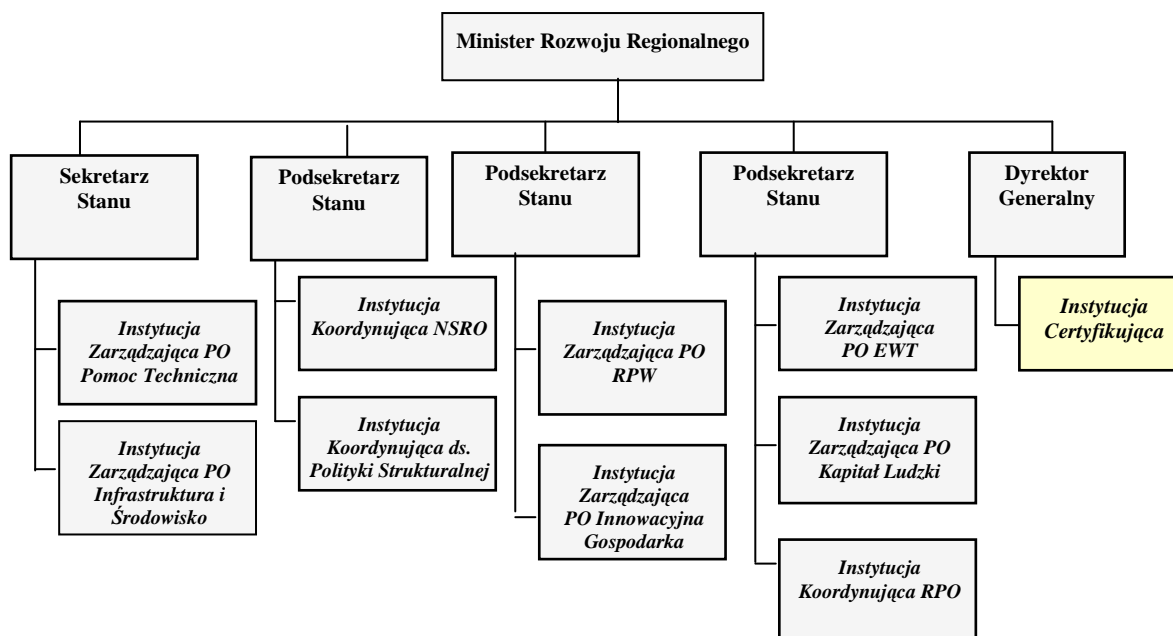 Minister Rozwoju Regionalnego
Sekretarz
Stanu
Podsekretarz
Stanu
Podsekretarz
Stanu
Podsekretarz
Stanu
Dyrektor
Generalny
Instytucja
Zarządzająca PO
Pomoc Techniczna
Instytucja
Zarządzająca PO
Infrastruktura i
Środowisko
Instytucja
Koordynująca NSRO
Instytucja
Koordynująca ds.
Polityki Strukturalnej
Instytucja
Zarządzająca PO
RPW
Instytucja
Zarządzająca
PO Innowacyjna
Gospodarka
Instytucja
Zarządzająca
PO EWT
Instytucja
Zarządzająca PO
Kapitał Ludzki
Instytucja
Koordynująca RPO
Instytucja
Certyfikująca